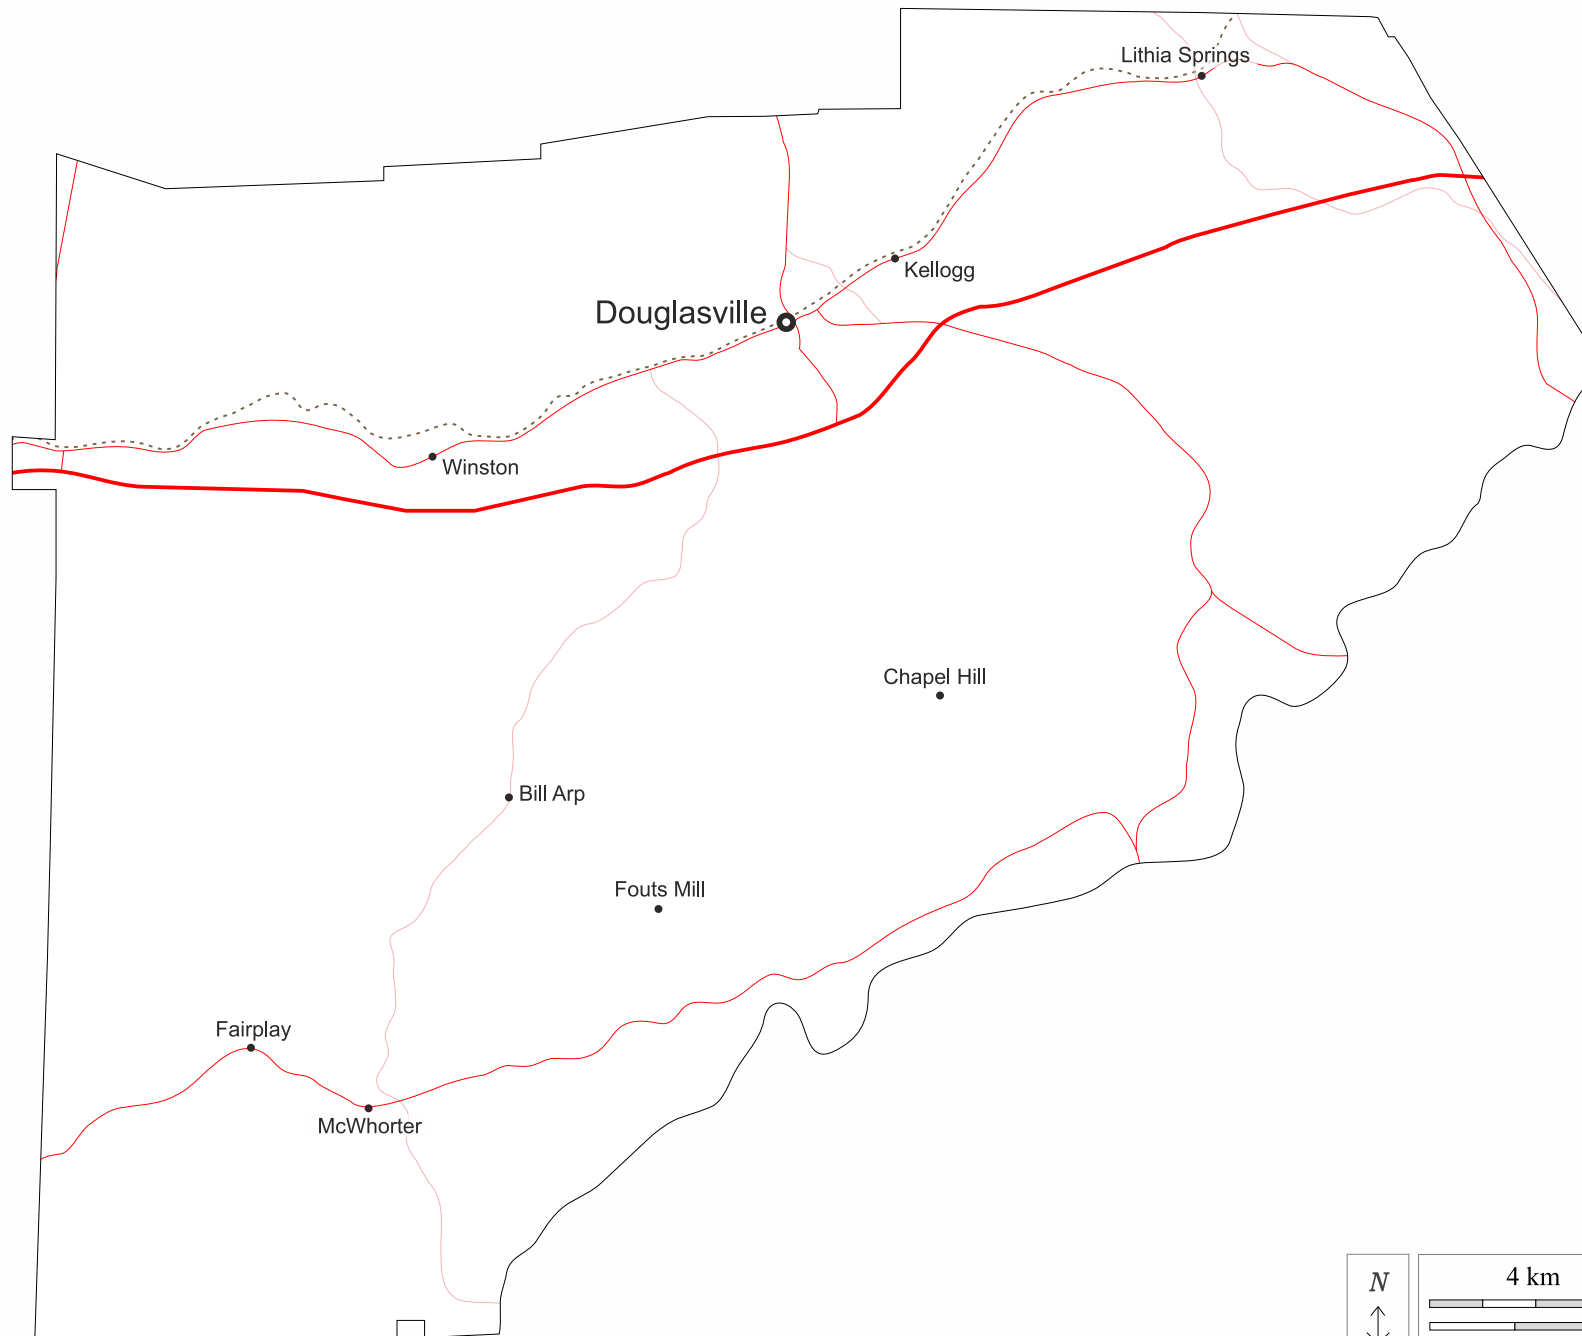 Lithia Springs
Kellogg
Douglasville
Winston
Chapel Hill
Bill Arp
Fouts Mill
Fairplay
McWhorter
N
4 km